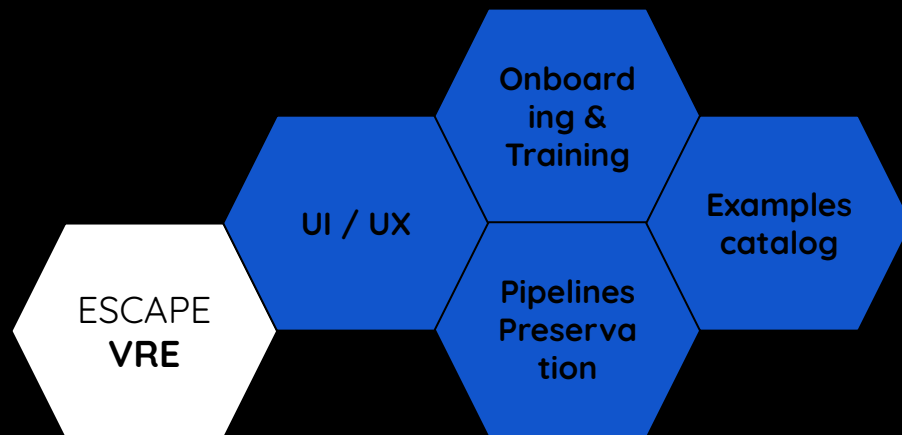 Onboard
ing &
Training
UI / UX
Examples
catalog
ESCAPE
VRE
Pipelines
Preserva
tion